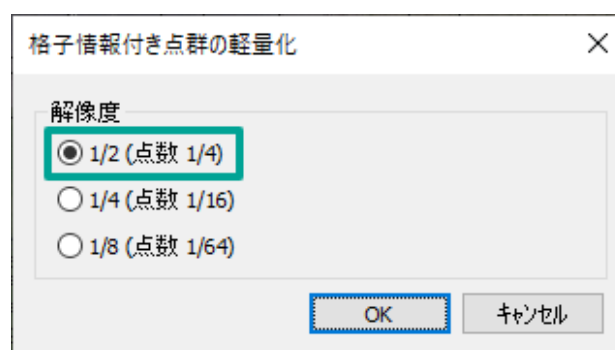 格子情報付き点群の軽量化
解像度
1/2 (点数 1/4)
1/4 (点数 1/16)
1/8 (点数 1/64)
OK
キャンセル